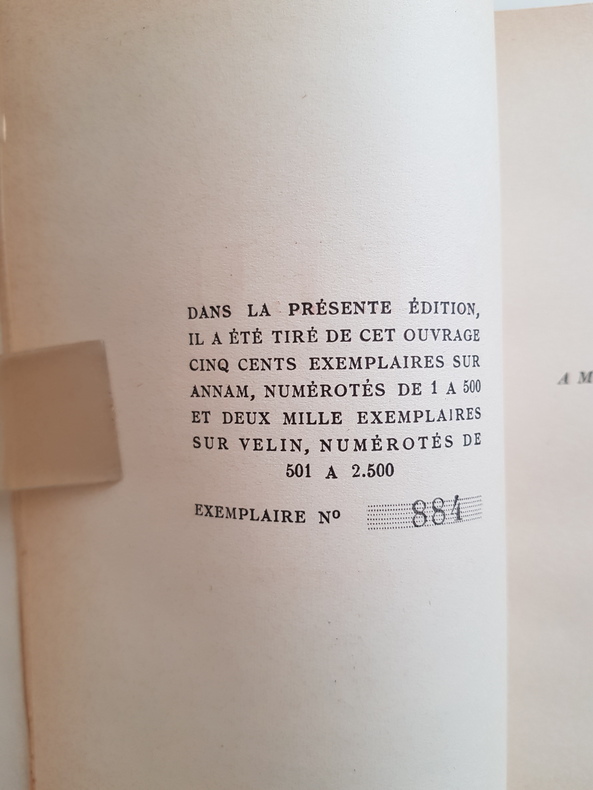 DANS LA PRÉSENTE ÉDITION,
IL A ÉTÉ TIRÉ DE CET OUVRAGE
CINQ CENTS EXEMPLAIRES SUR
ANNAM, NUMÉROTÉS DE 1 A 500
ET DEUX MILLE EXEMPLAIRES
SUR VELIN, NUMÉROTÉS DE
501 A 2.500
EXEMPLAIRE Nº 884
A M